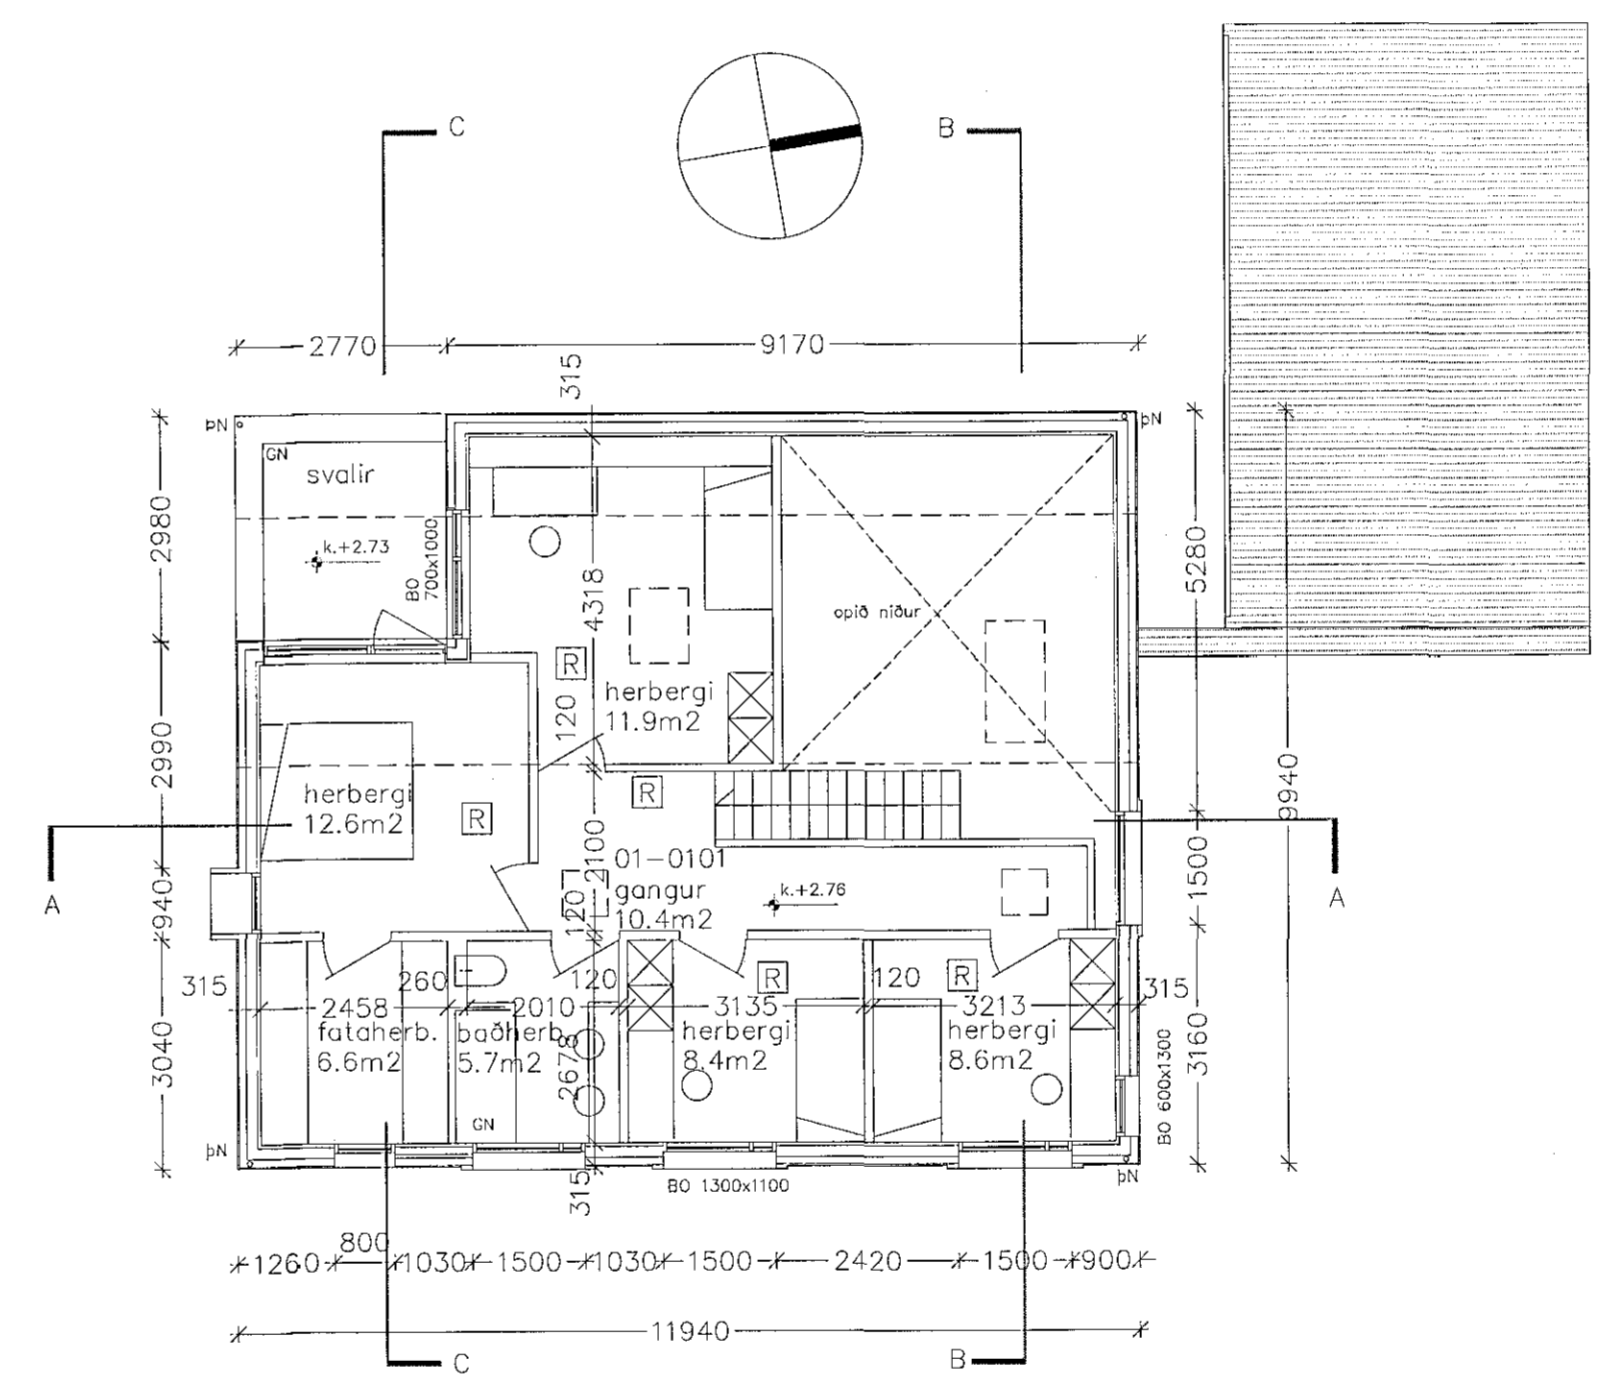 C
B
2770
9170
315
þN
þN
GN
svalir
k.+2.73
BO
700x1000
2980
5280
4318
opið niður
R
herbergi
11.9m2
120
2990
9940
herbergi
12.6m2
R
R
A
A
2100
1500
01-0101
gangur
10.4m2
k.+2.76
120
940
315
260
120
R
120
R
315
2458
2010
3135
3213
fataherb.
6.6m2
baðherb.
5.7m2
2678
herbergi
8.4m2
herbergi
8.6m2
3040
3160
BO 600x1300
GN
þN
þN
315
BO 1300x1100
800
1260
1030
1500
1030
1500
2420
1500
900
11940
C
B